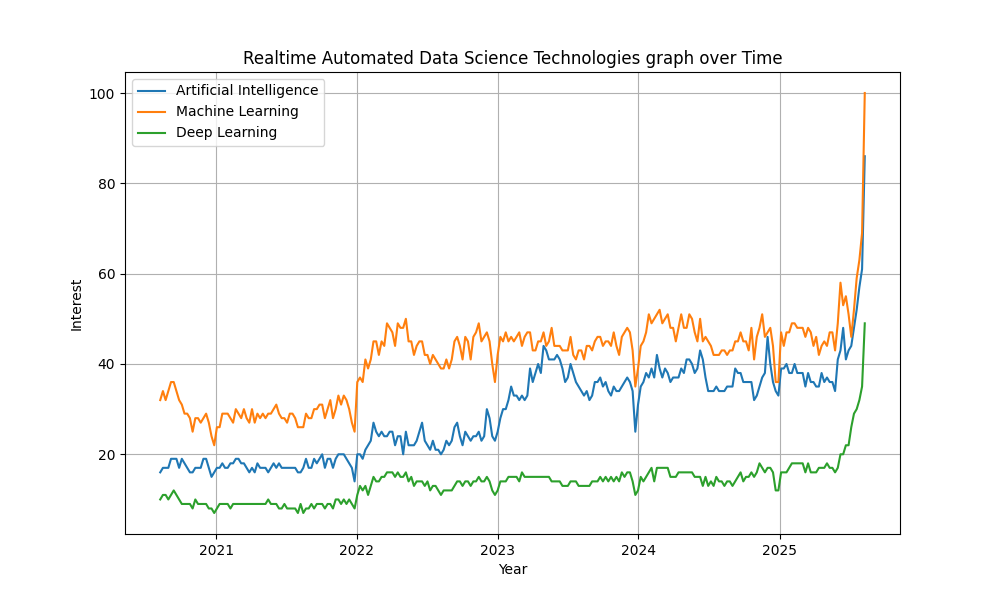 Realtime Automated Data Science Technologies graph over Time
Artificial Intelligence
Machine Learning
Deep Learning
100
80
60
40
20
Interest
2021 2022 2023 2024 2025
Year